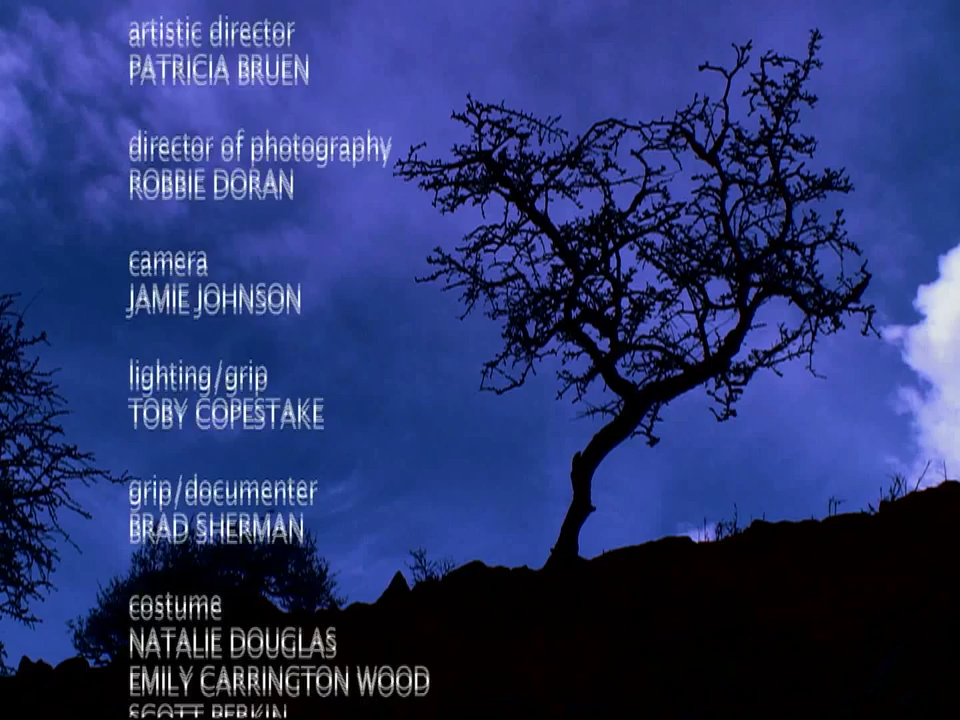 artistic director
PATRICIA BRUEN
director of photography
ROBBIE DORAN
camera
JAMIE JOHNSON
lighting/grip
TOBY COPESTAKE
grip/documenter
BRAD SHERMAN
costume
NATALIE DOUGLAS
EMILY CARRINGTON WOOD
SCOTT